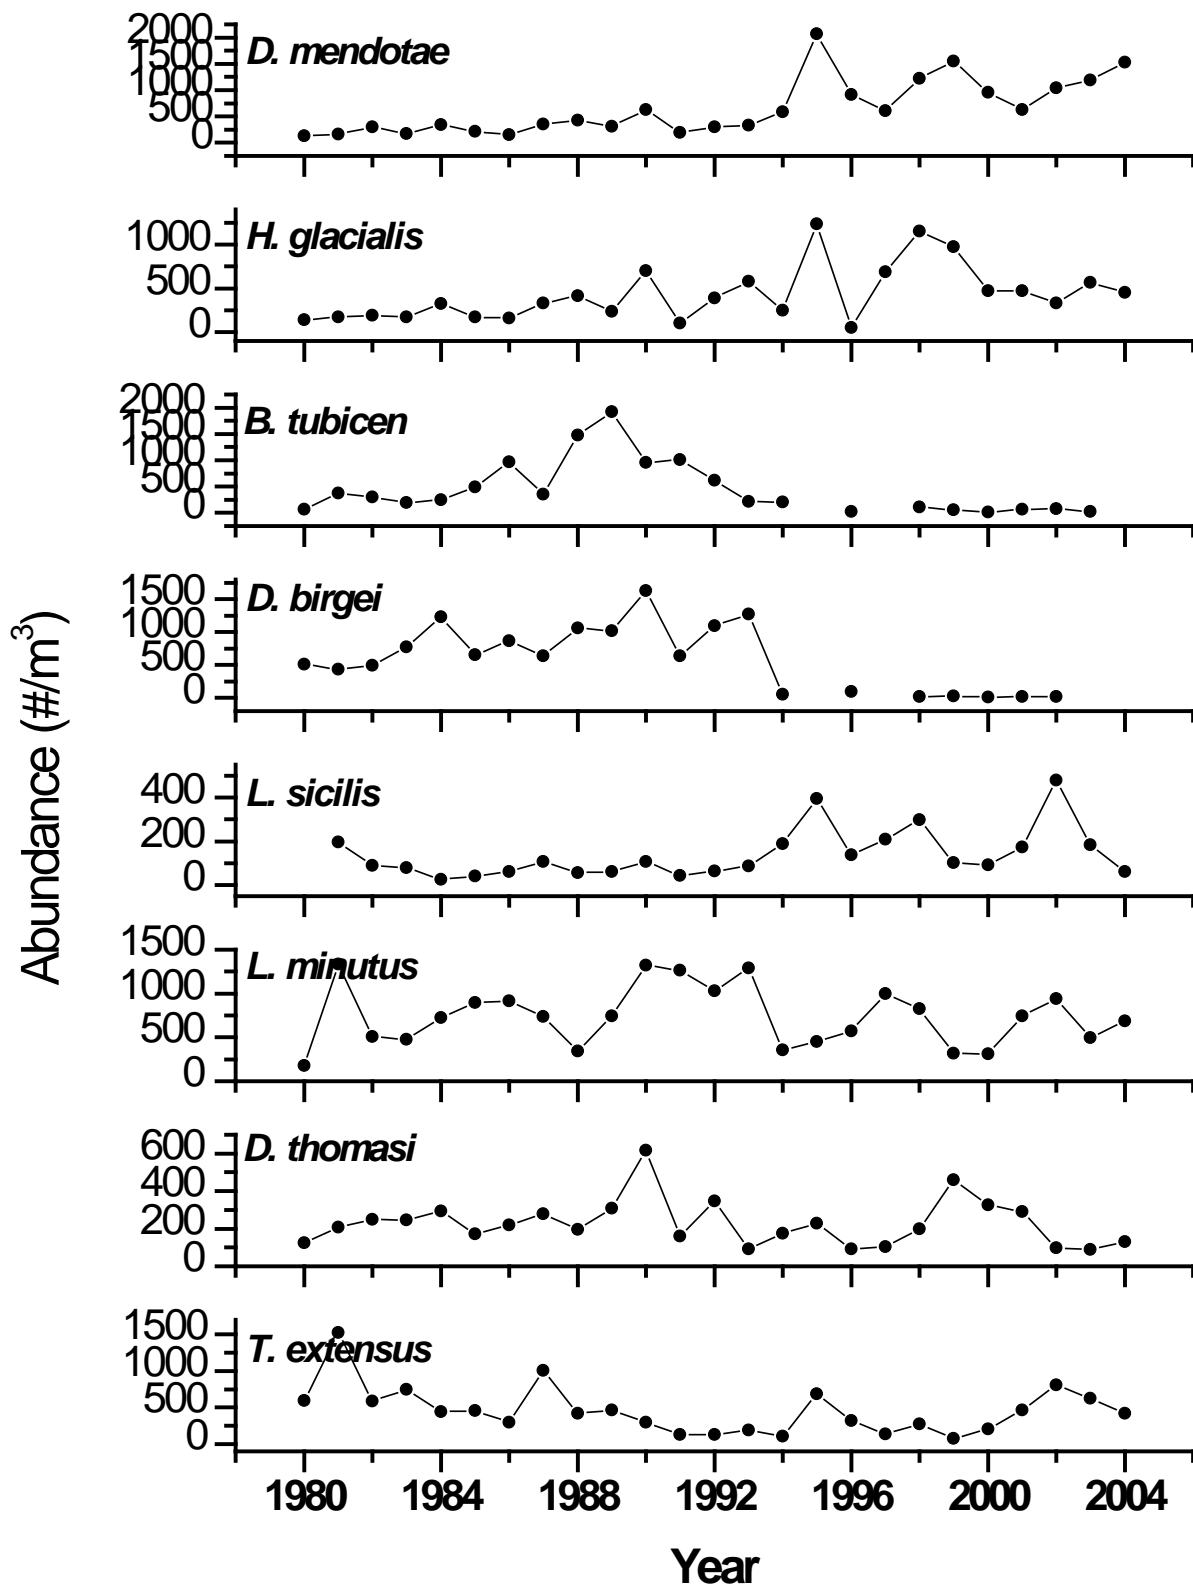 2000
1500
1000
500
0
D. mendotae
1000
500
0
H. glacialis
2000
1500
1000
500
0
B. tubicen
1500
1000
500
0
D. birgei
400
200
0
L. sicilis
1500
1000
500
0
L. minutus
600
400
200
0
D. thomasi
1500
1000
500
0
T. extensus
Abundance (#/m³)
1980 1984 1988 1992 1996 2000 2004
Year